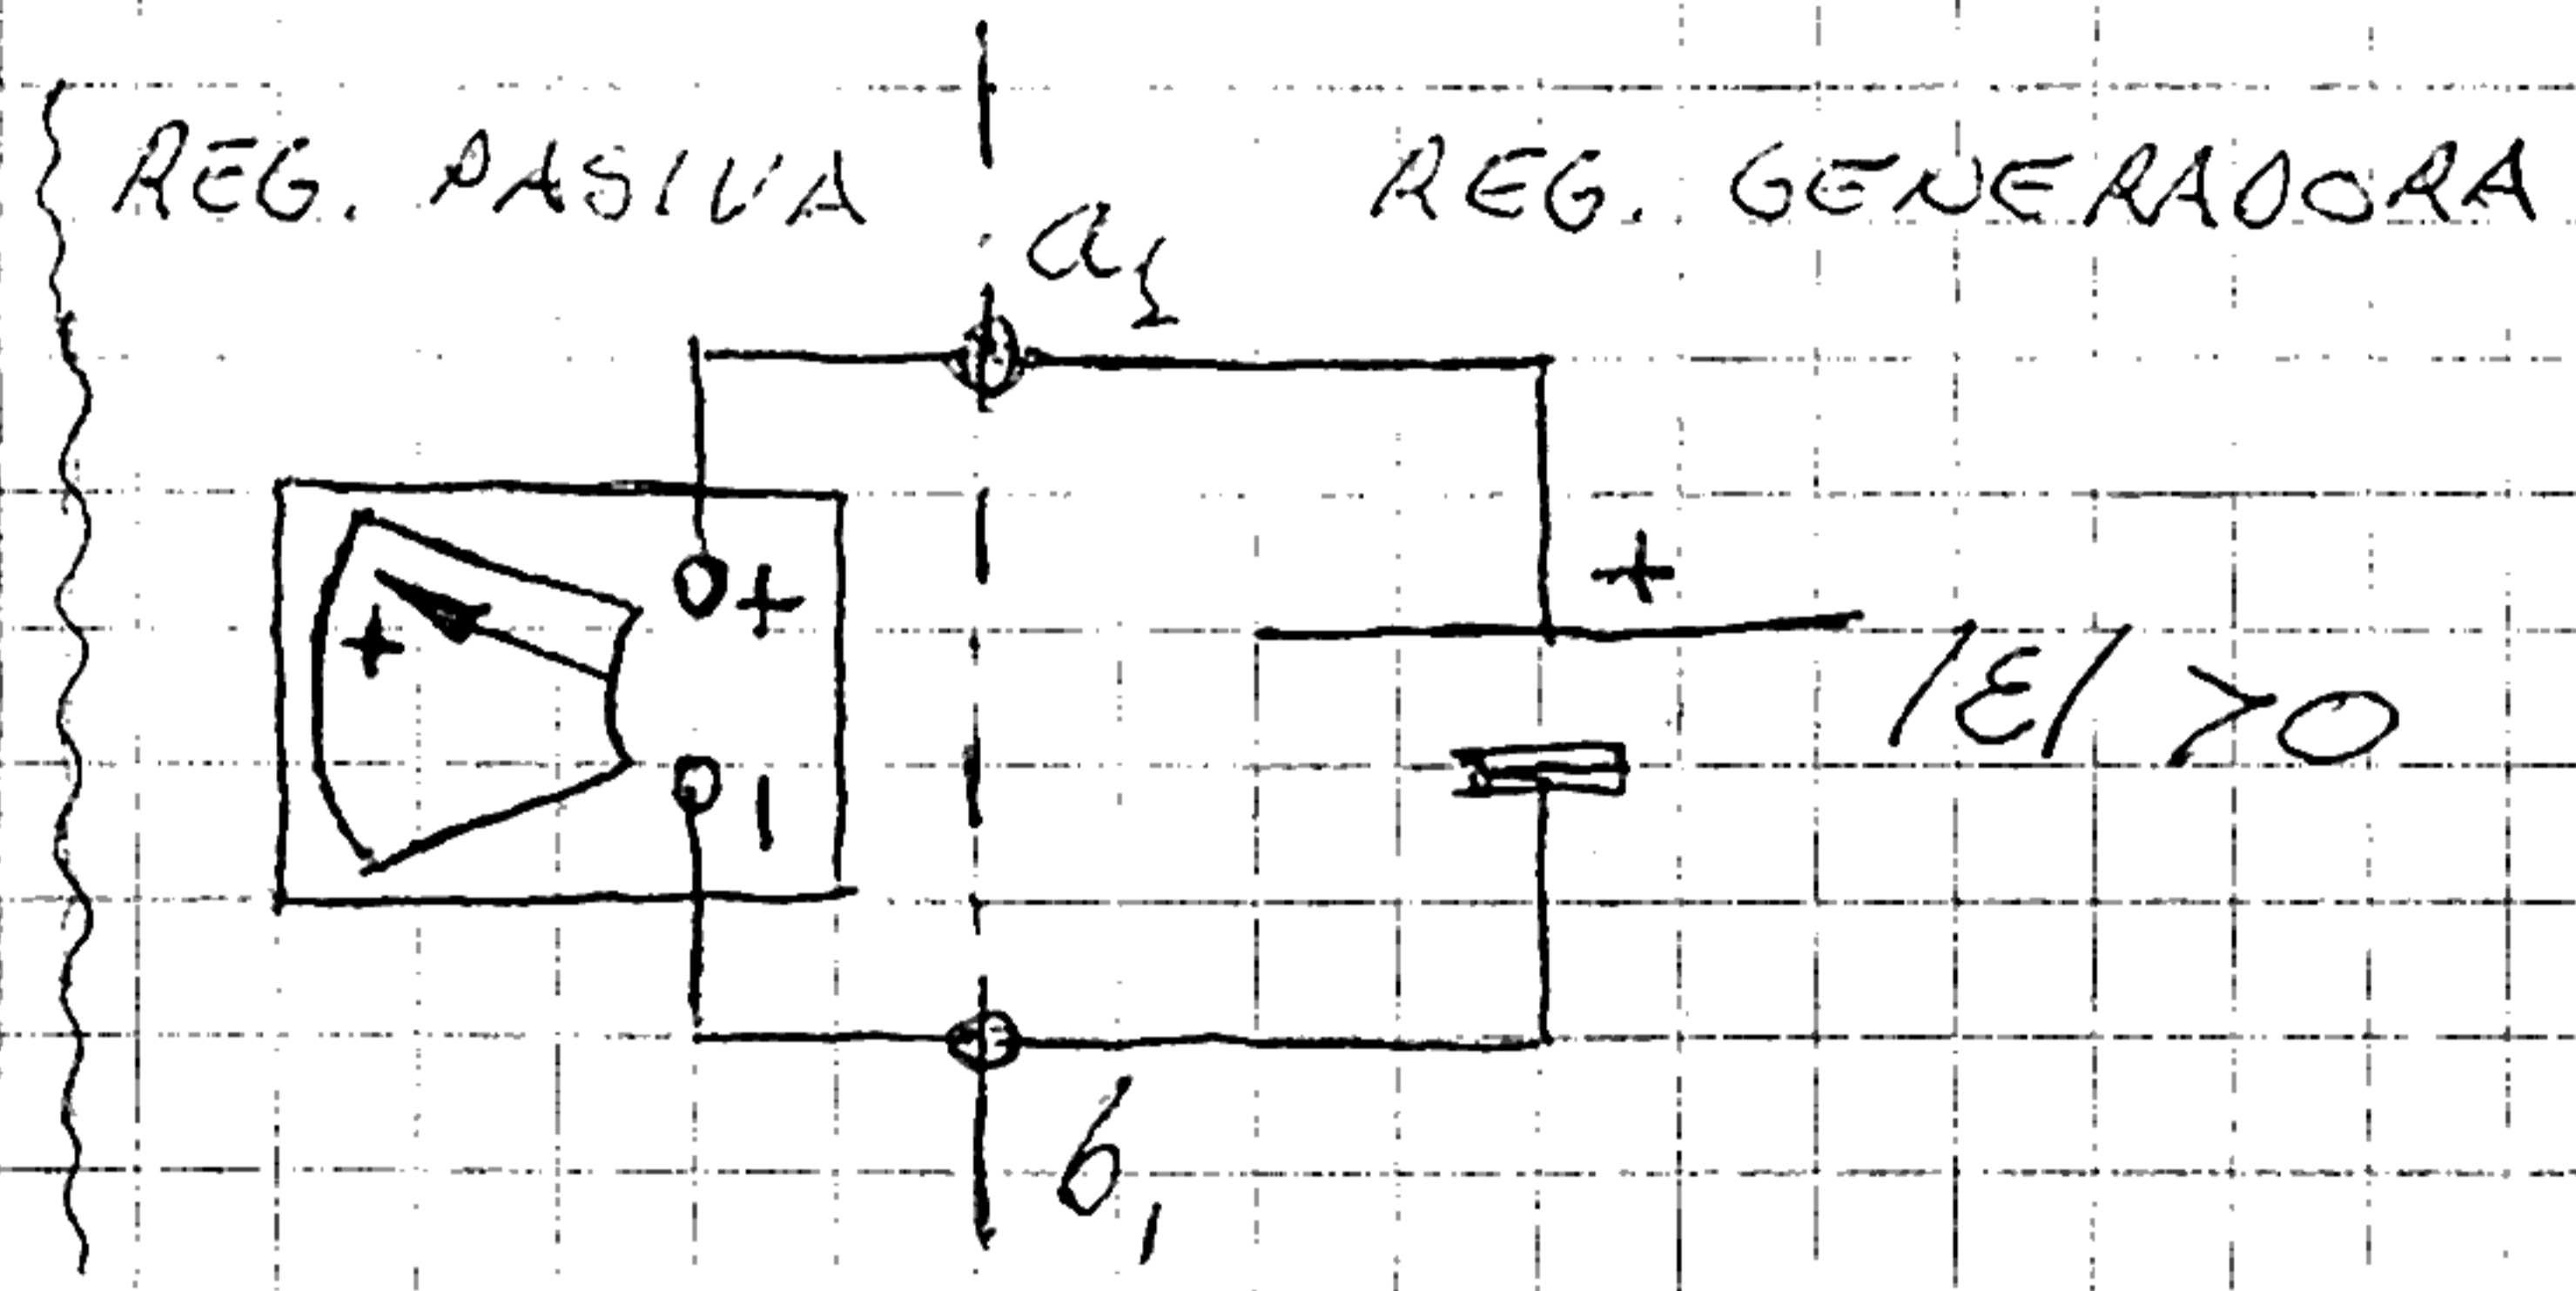 REG. PASIVA
REG. GENERADORA
a1
+
+
+
|ε| >0
-
b1